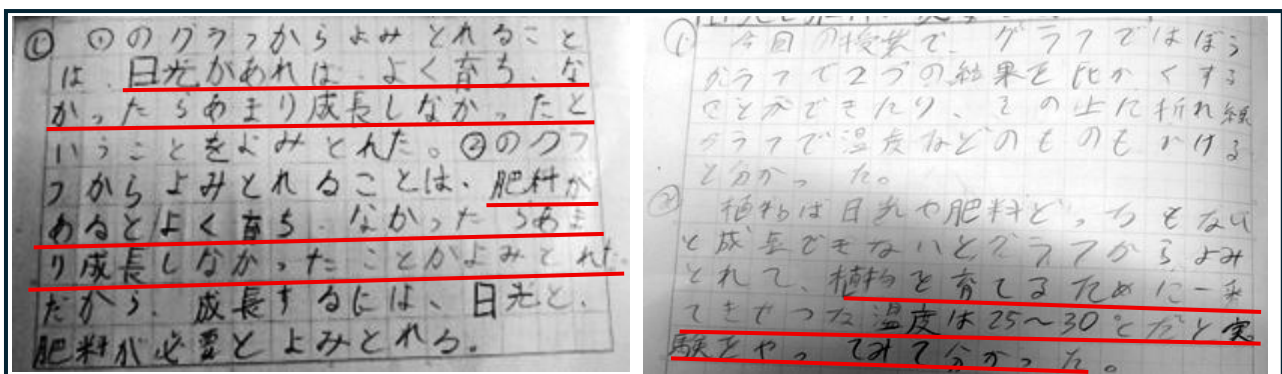 ① ①のグラフからよみとれること
は、日光があれば、よく育ち、な
かったらあまり成長しなかったと
いうことをよみとれた。②のグラ
フからよみとれることは、肥料が
あるとよく育ち、なかったらあま
り成長しなかったことがよみとれた。
だから、成長するには、日光と、
肥料が必要とよみとれる。
① 今回の授業で、グラフではぼう
グラフで2つの結果を比かくする
ことができたり、その上に折れ線
グラフで温度などのものもかける
と分かった。
② 植物は日光や肥料どっちもない
と成長できないとグラフからよみ
とれて、植物を育てるために一番
てきせつな温度は25〜30℃だと実
験をやってみて分かった。